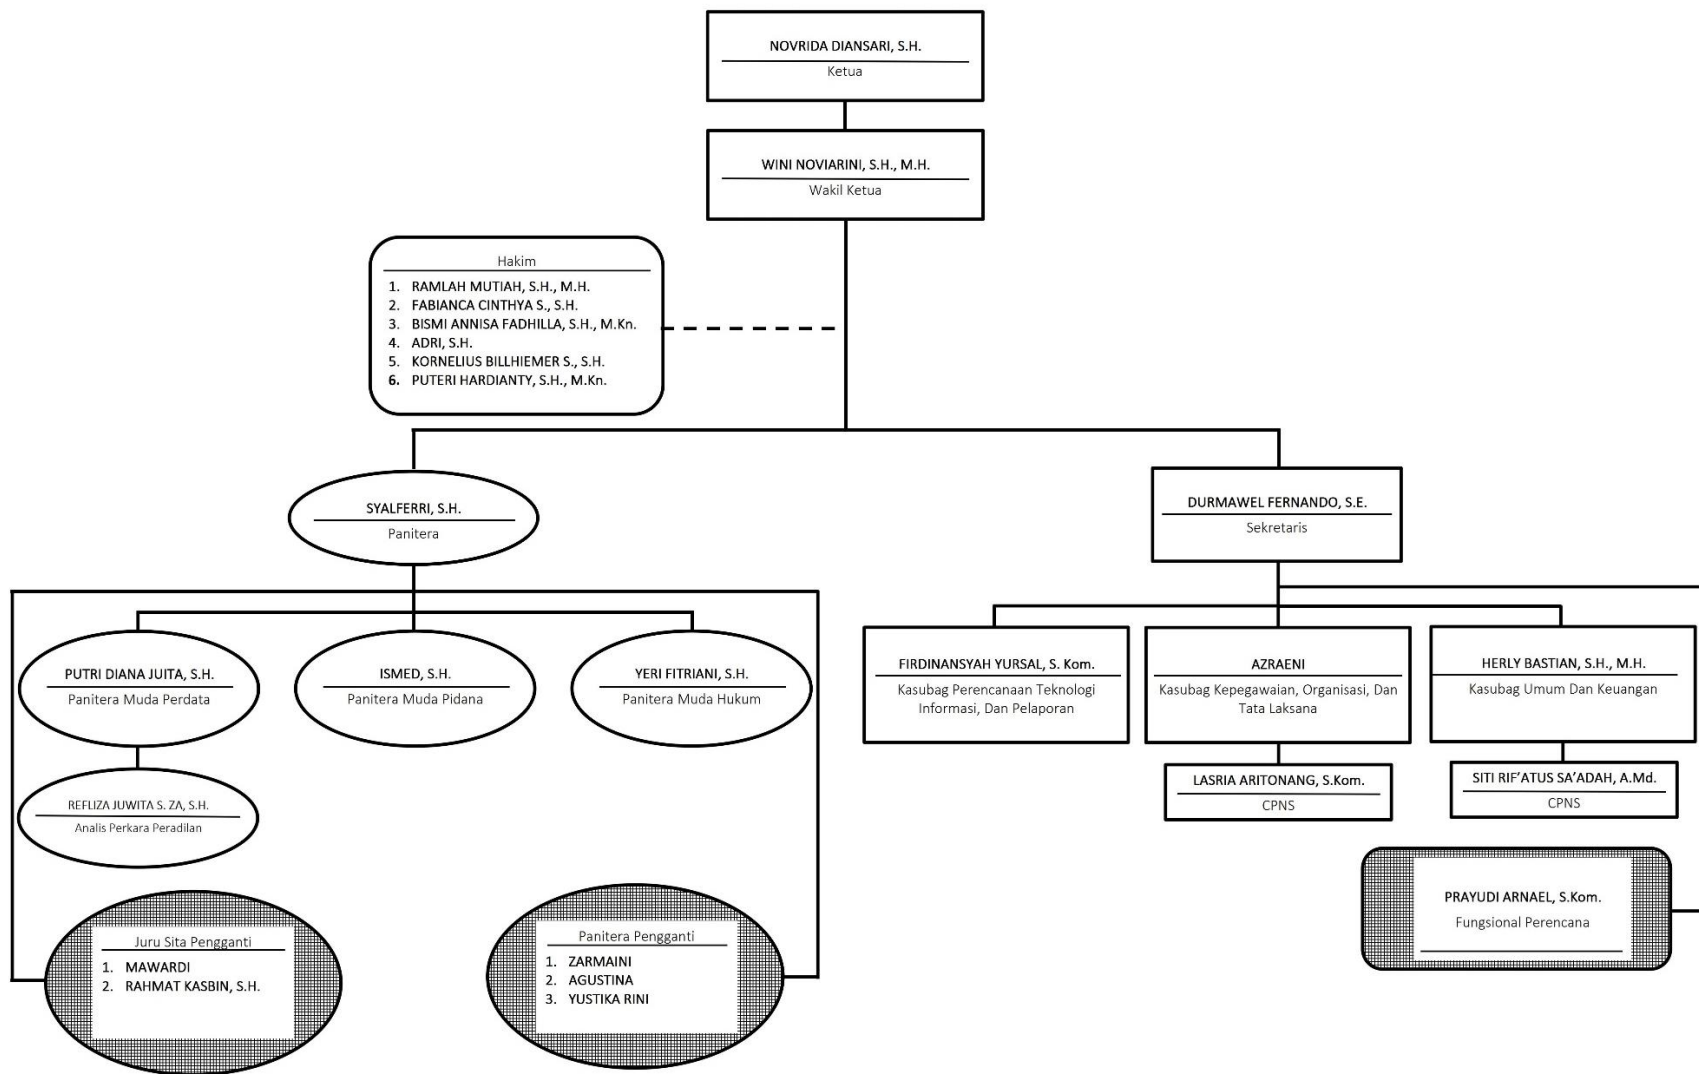 NOVRIDA DIANSARI, S.H.
Ketua
WINI NOVIARINI, S.H., M.H.
Wakil Ketua
Hakim
1. RAMLAH MUTIAH, S.H., M.H.
2. FABIANCA CINTHYA S., S.H.
3. BISMI ANNISA FADHILLA, S.H., M.Kn.
4. ADRI, S.H.
5. KORNELIUS BILLHIEMER S., S.H.
6. PUTERI HARDIANTY, S.H., M.Kn.
SYALFERRI, S.H.
Panitera
DURMAWEL FERNANDO, S.E.
Sekretaris
PUTRI DIANA JUITA, S.H.
Panitera Muda Perdata
ISMED, S.H.
Panitera Muda Pidana
YERI FITRIANI, S.H.
Panitera Muda Hukum
FIRDINANSYAH YURSAL, S. Kom.
Kasubag Perencanaan Teknologi
Informasi, Dan Pelaporan
AZRAENI
Kasubag Kepegawaian, Organisasi, Dan
Tata Laksana
HERLY BASTIAN, S.H., M.H.
Kasubag Umum Dan Keuangan
REFLIZA JUWITA S. ZA, S.H.
Analis Perkara Peradilan
LASRIA ARITONANG, S.Kom.
CPNS
SITI RIF'ATUS SA'ADAH, A.Md.
CPNS
PRAYUDI ARNAEL, S.Kom.
Fungsional Perencana
Juru Sita Pengganti
1. MAWARDI
2. RAHMAT KASBIN, S.H.
Panitera Pengganti
1. ZARMAINI
2. AGUSTINA
3. YUSTIKA RINI